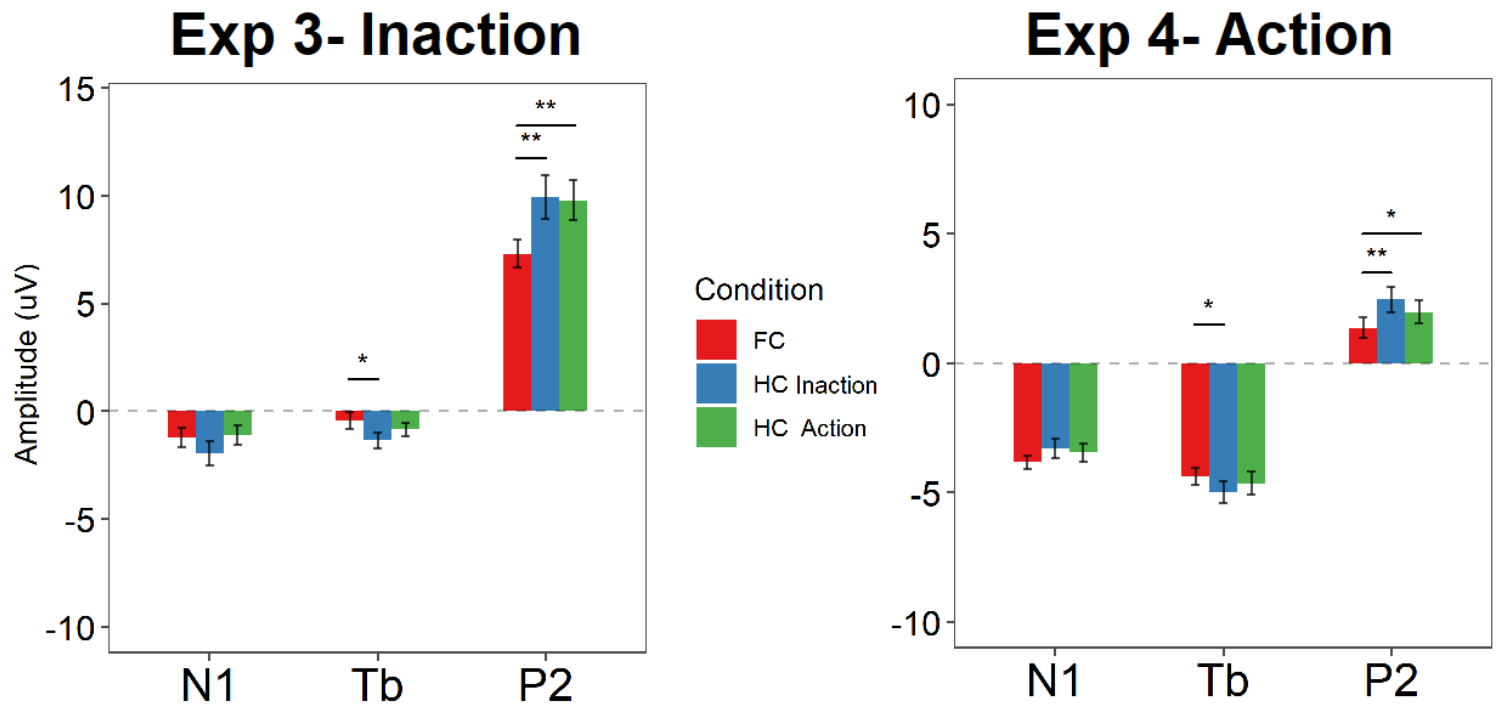 Exp 3- Inaction
15
10
5
0
-5
-10
Amplitude (uV)
**
**
*
N1 Tb P2
Condition
FC
HC Inaction
HC Action
Exp 4- Action
10
5
0
-5
-10
*
**
*
N1 Tb P2